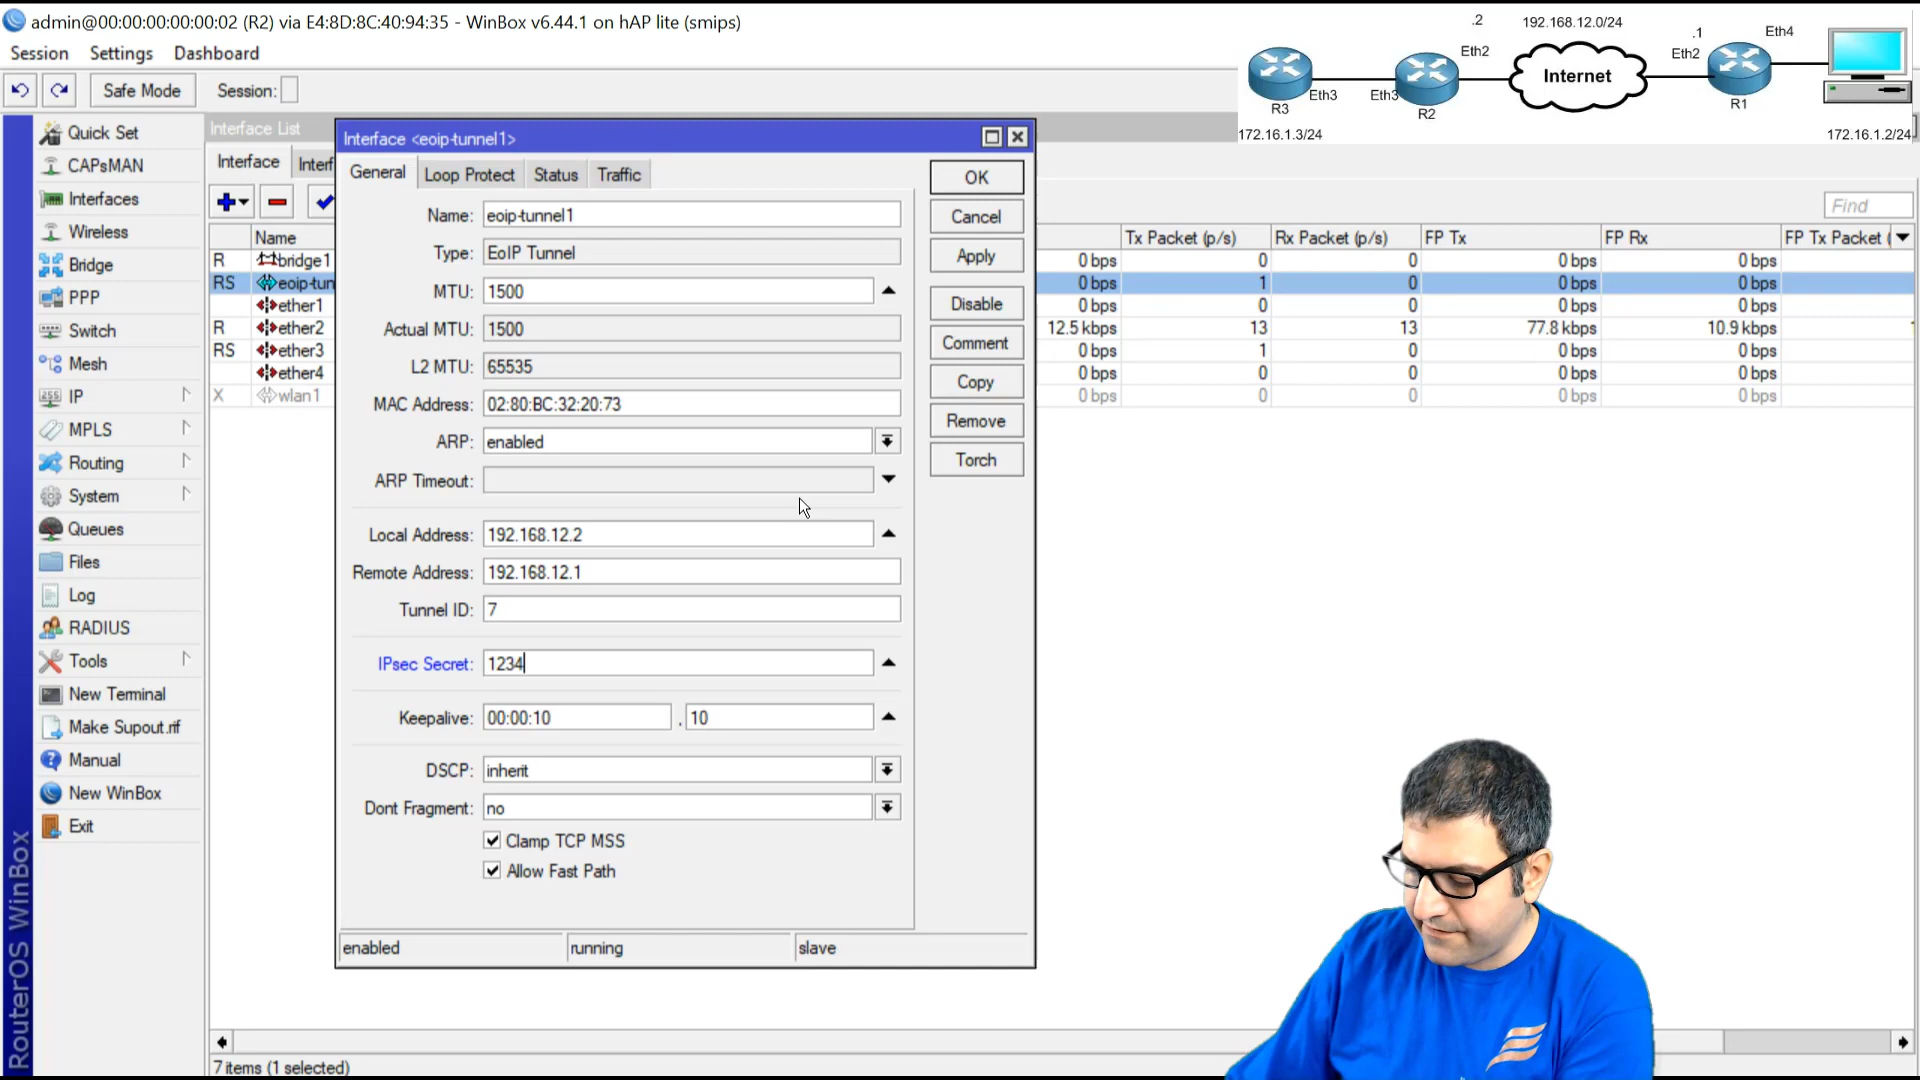 admin@00:00:00:00:00:02 (R2) via E4:8D:8C:40:94:35 - WinBox v6.44.1 on hAP lite (smips)
Session Settings Dashboard
Safe Mode Session:
.2 192.168.12.0/24
Eth2 .1 Eth4
Eth2
Internet
Eth3 Eth3
R3 R2 R1
172.16.1.3/24 172.16.1.2/24
Quick Set
CAPsMAN
Interfaces
Wireless
Bridge
PPP
Switch
Mesh
IP
MPLS
Routing
System
Queues
Files
Log
RADIUS
Tools
New Terminal
Make Supout.rif
Manual
New WinBox
Exit
RouterOS WinBox
Interface List
Interface Interf
Find
Name Tx Packet (p/s) Rx Packet (p/s) FP Tx FP Rx FP Tx Packet (
R bridge1 0 bps 0 0 0 bps 0 bps
RS eoip-tun 0 bps 1 0 0 bps 0 bps
ether1 0 bps 0 0 0 bps 0 bps
R ether2 12.5 kbps 13 13 77.8 kbps 10.9 kbps
RS ether3 0 bps 1 0 0 bps 0 bps
ether4 0 bps 0 0 0 bps 0 bps
X wlan1 0 bps 0 0 0 bps 0 bps
7 items (1 selected)
Interface <eoip-tunnel1>
General Loop Protect Status Traffic
Name: eoip-tunnel1
Type: EoIP Tunnel
MTU: 1500
Actual MTU: 1500
L2 MTU: 65535
MAC Address: 02:80:BC:32:20:73
ARP: enabled
ARP Timeout:
Local Address: 192.168.12.2
Remote Address: 192.168.12.1
Tunnel ID: 7
IPsec Secret: 1234
Keepalive: 00:00:10 , 10
DSCP: inherit
Dont Fragment: no
Clamp TCP MSS
Allow Fast Path
enabled running slave
OK
Cancel
Apply
Disable
Comment
Copy
Remove
Torch